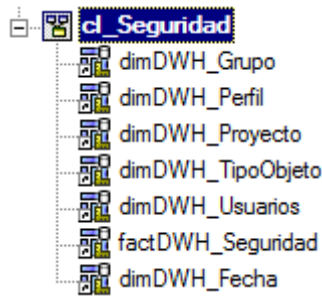 cl_Seguridad
dimDWH_Grupo
dimDWH_Perfil
dimDWH_Proyecto
dimDWH_TipoObjeto
dimDWH_Usuarios
factDWH_Seguridad
dimDWH_Fecha